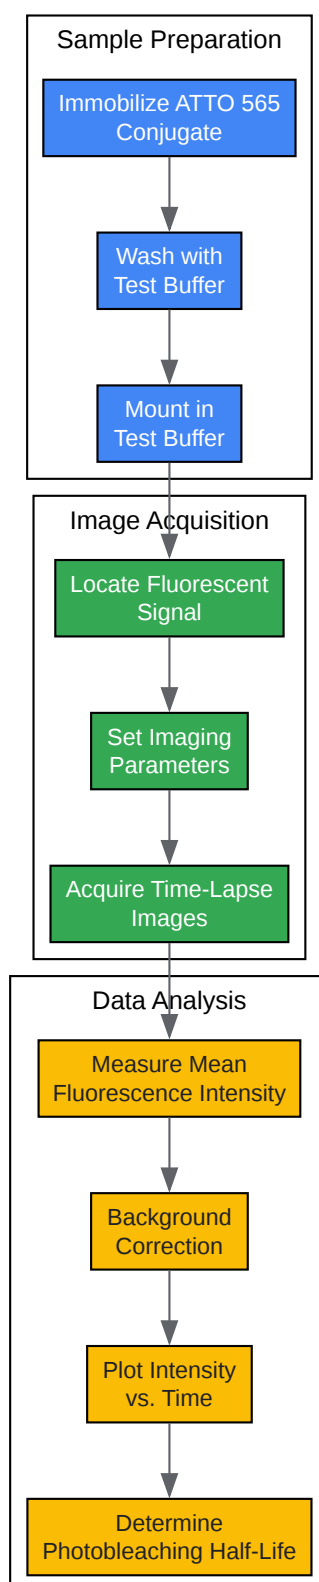 Sample Preparation
Immobilize ATTO 565
Conjugate
Wash with
Test Buffer
Mount in
Test Buffer
Image Acquisition
Locate Fluorescent
Signal
Set Imaging
Parameters
Acquire Time-Lapse
Images
Data Analysis
Measure Mean
Fluorescence Intensity
Background
Correction
Plot Intensity
vs. Time
Determine
Photobleaching Half-Life